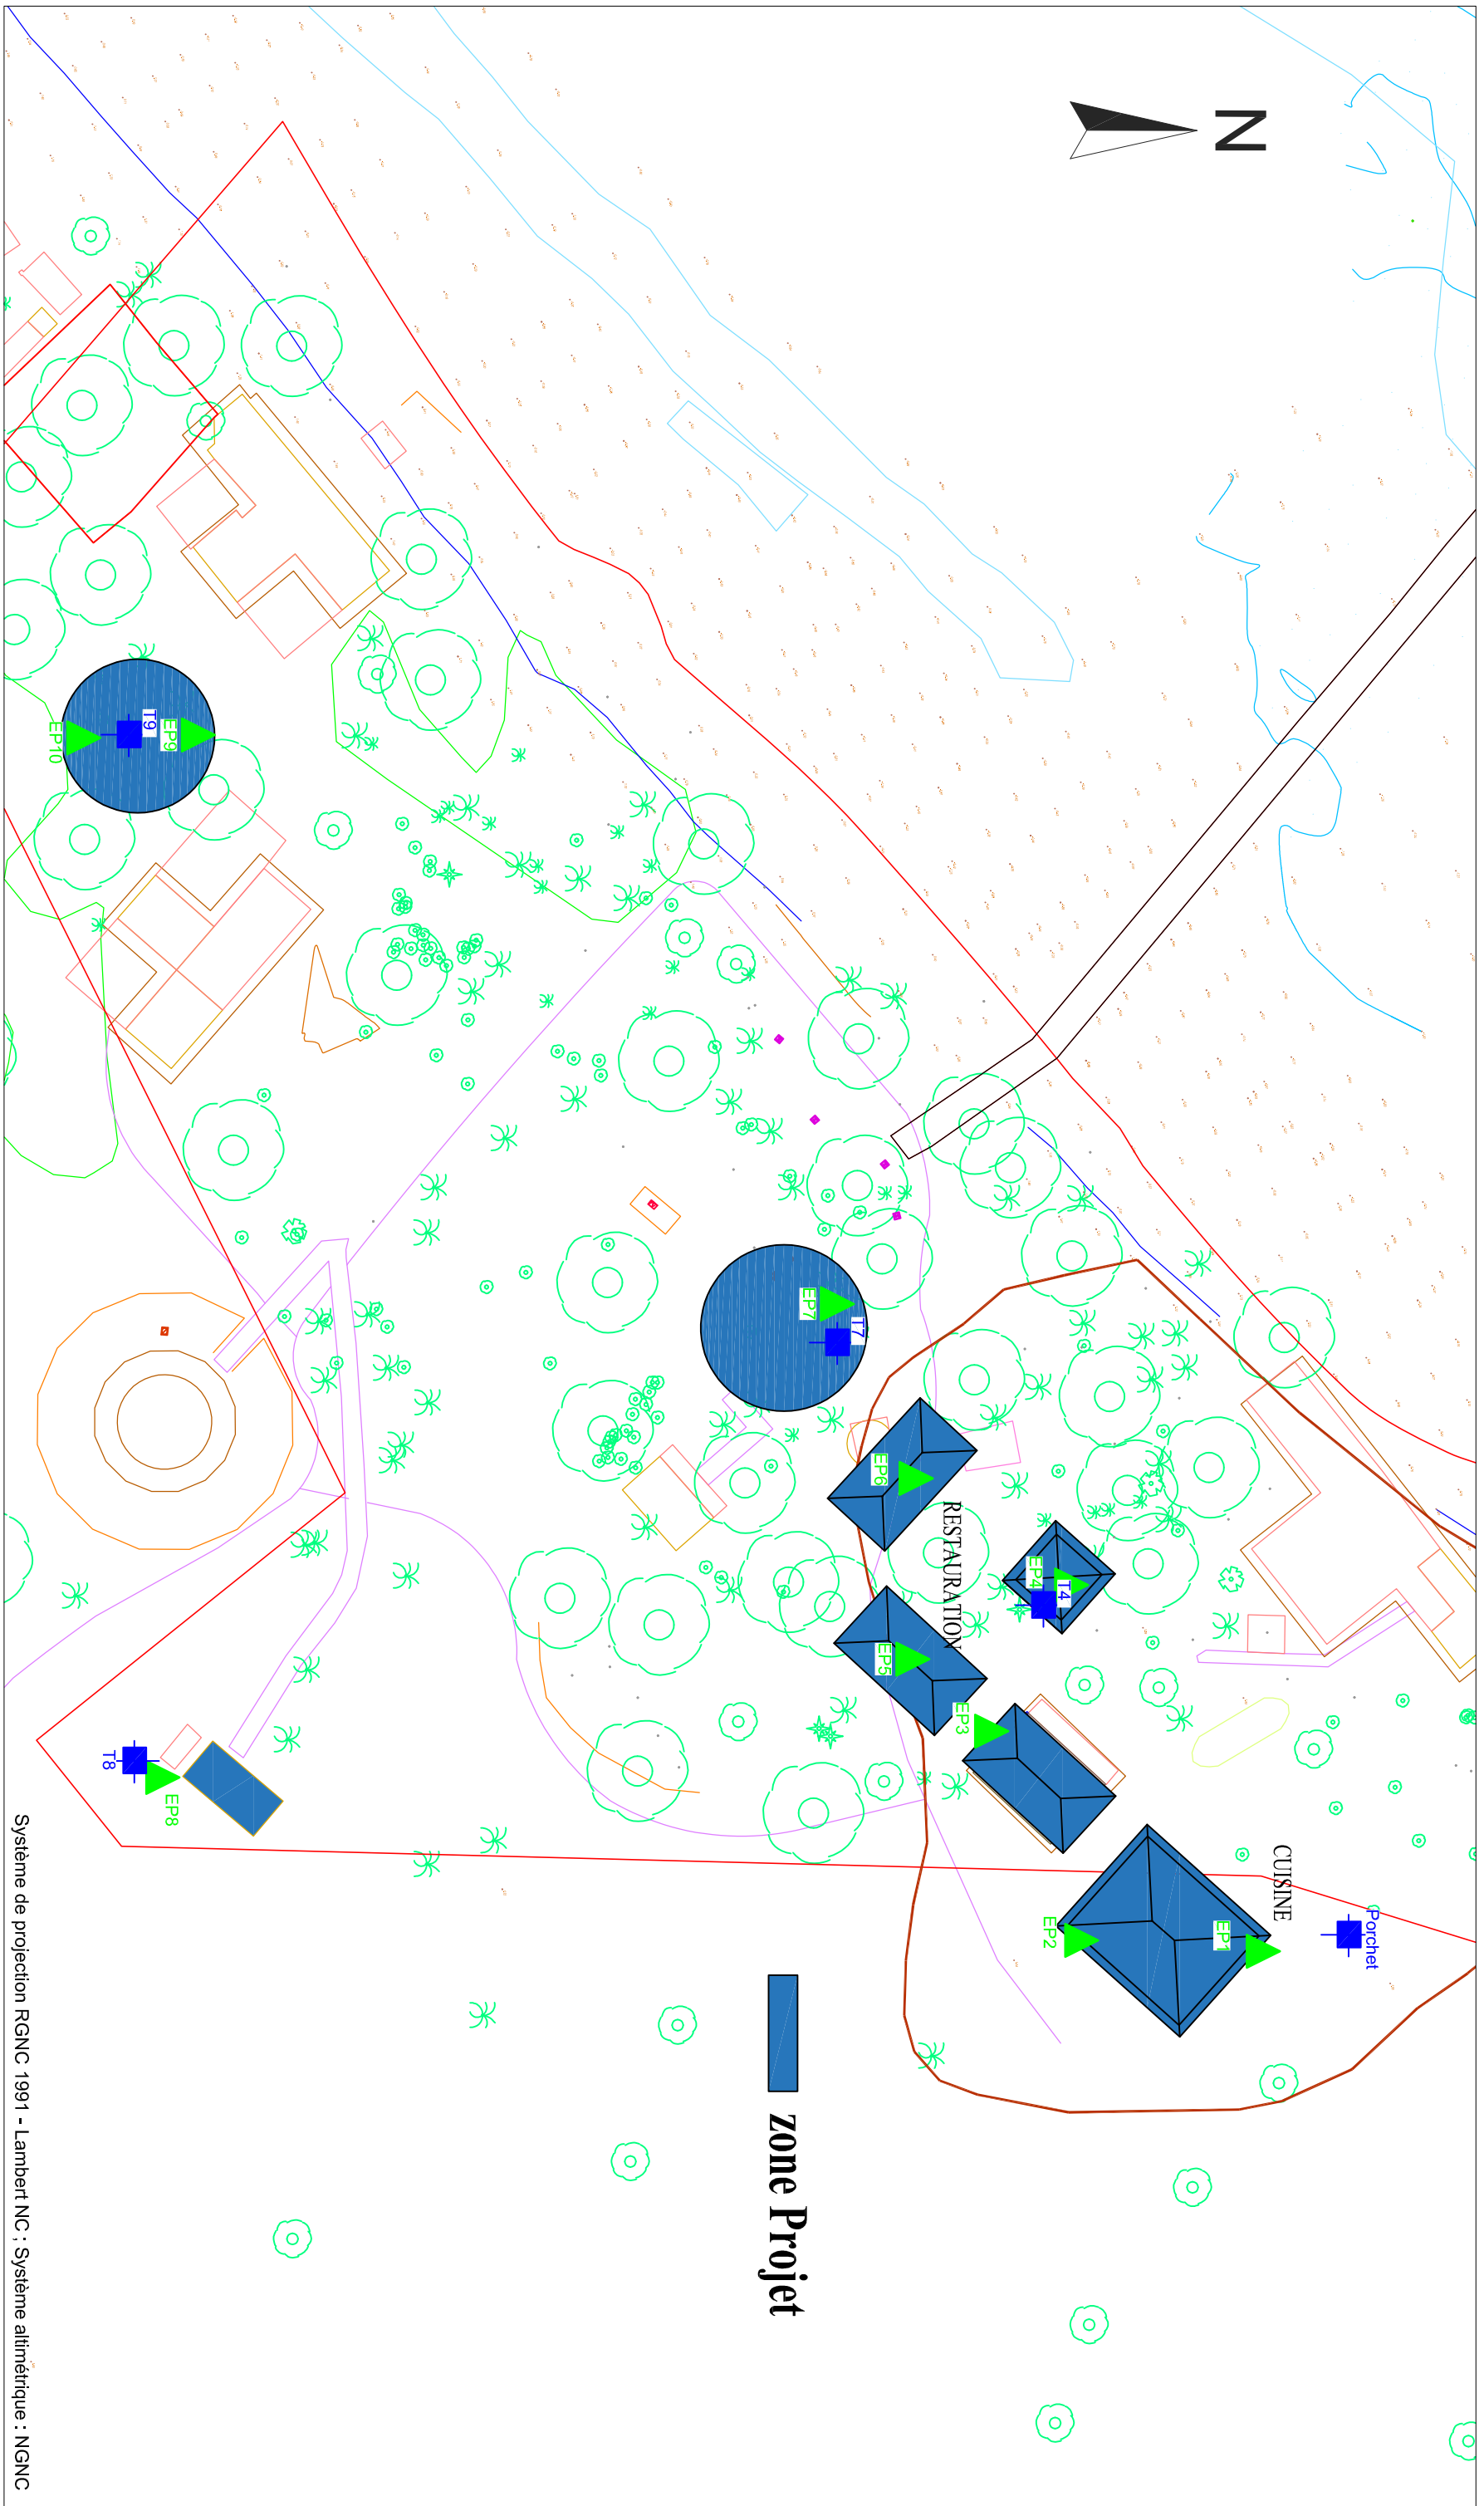 N
T9
EP9
EP10
EP7
T7
EP6
RESTAURATION
EP4
T4
EP5
EP3
T8
EP8
CUISINE
EP2
EP1
Porchet
zone Projet
Système de projection RGNC 1991 - Lambert NC ; Système altimétrique : NGNC